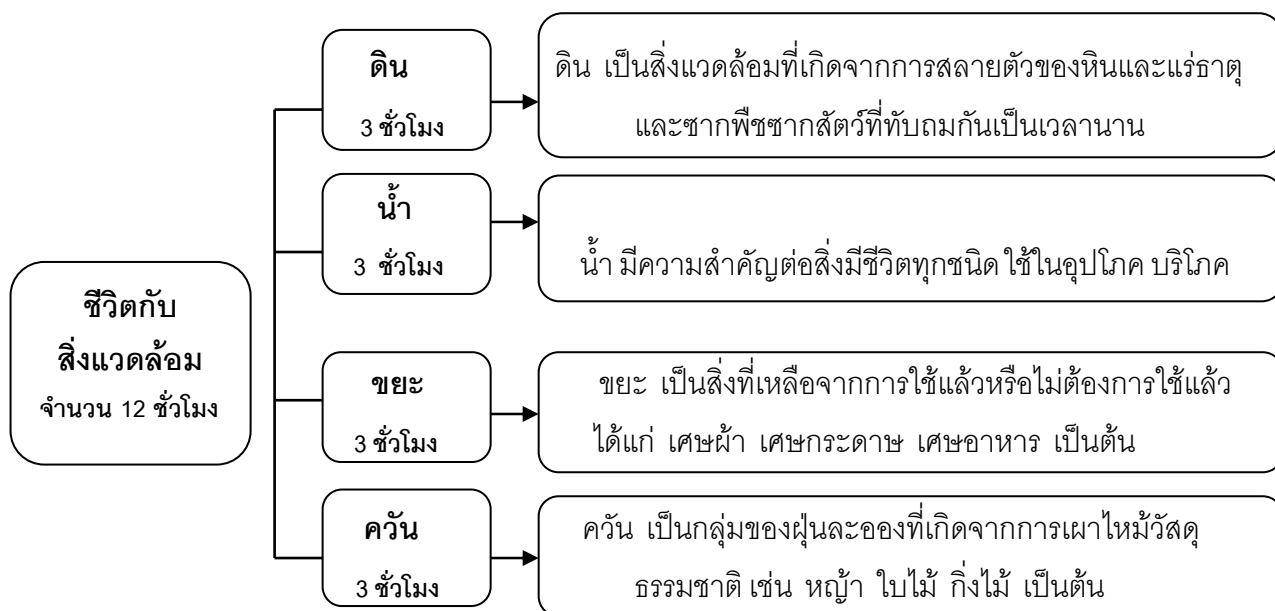 ดิน
3 ชั่วโมง
ดิน เป็นสิ่งแวดล้อมที่เกิดจากการสลายตัวของหินและแร่ธาตุ
และซากพืชซากสัตว์ที่ทับถมกันเป็นเวลานาน
น้ำ
3 ชั่วโมง
น้ำ มีความสำคัญต่อสิ่งมีชีวิตทุกชนิด ใช้ในอุปโภค บริโภค
ชีวิตกับ
สิ่งแวดล้อม
จำนวน 12 ชั่วโมง
ขยะ
3 ชั่วโมง
ขยะ เป็นสิ่งที่เหลือจากการใช้แล้วหรือไม่ต้องการใช้แล้ว
ได้แก่ เศษผ้า เศษกระดาษ เศษอาหาร เป็นต้น
ควัน
3 ชั่วโมง
ควัน เป็นกลุ่มของฝุ่นละอองที่เกิดจากการเผาไหม้วัสดุ
ธรรมชาติ เช่น หญ้า ใบไม้ กิ่งไม้ เป็นต้น